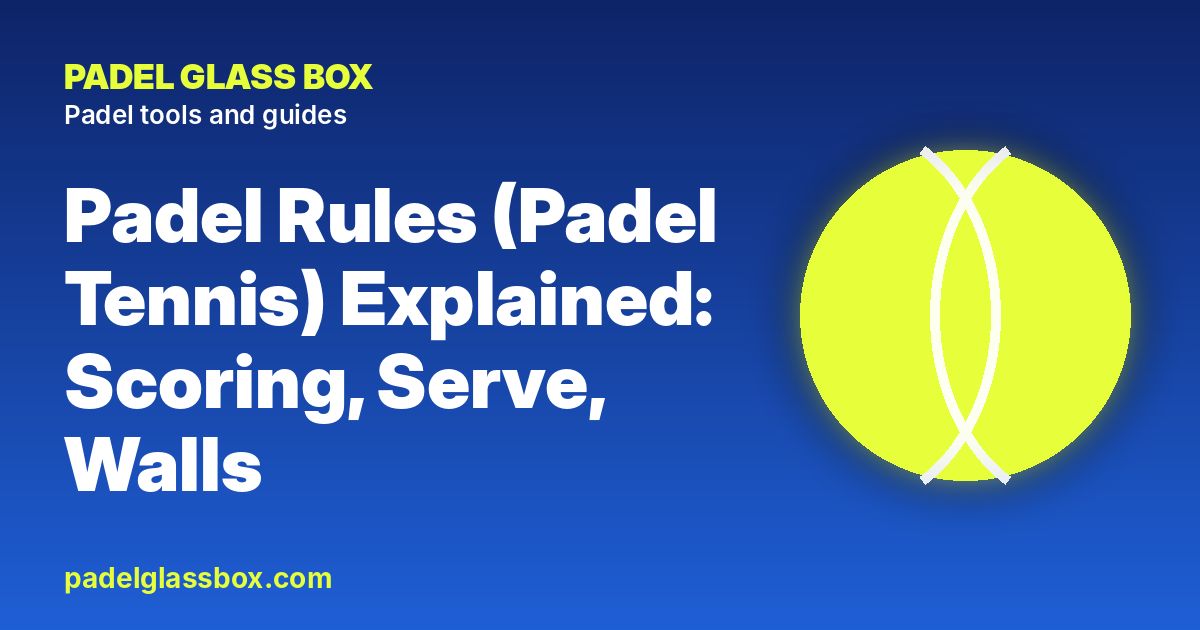 PADEL GLASS BOX
Padel tools and guides
Padel Rules (Padel
Tennis) Explained:
Scoring, Serve,
Walls
padelglassbox.com